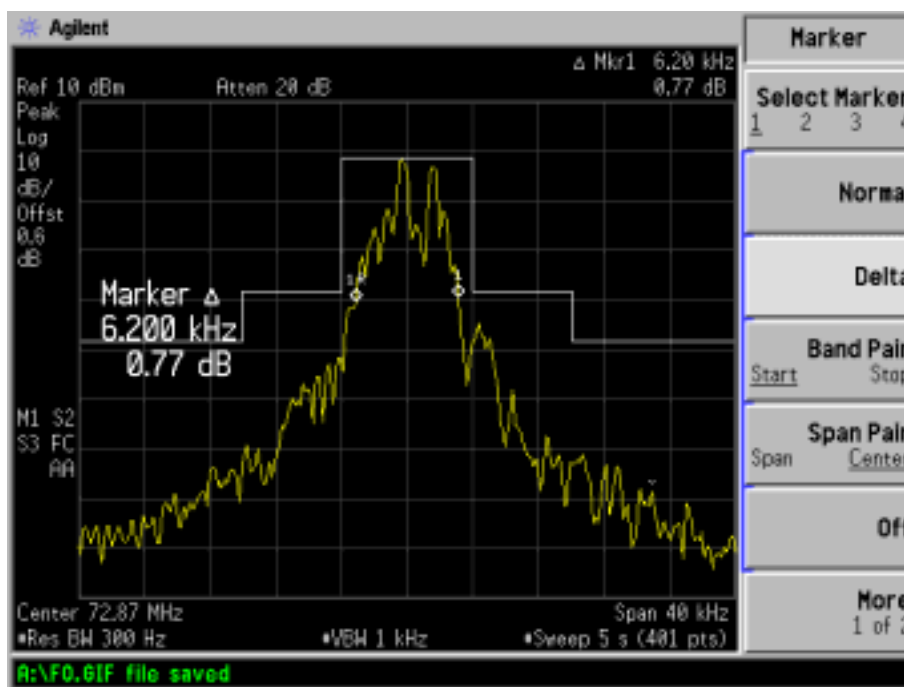 Agilent
Δ Mkr1 6.20 kHz
Ref 10 dBm Atten 20 dB 0.77 dB
Peak
Log
10
dB/
Offst
0.6
dB
Marker Δ
6.200 kHz
0.77 dB
M1 S2
S3 FC
AA
Center 72.87 MHz Span 40 kHz
#Res BW 300 Hz #VBW 1 kHz #Sweep 5 s (401 pts)
A:\F0.GIF file saved
Marker
Select Marker
1 2 3 4
Norma
Delta
Band Pair
Start Stop
Span Pair
Span Center
Of
More
1 of 2